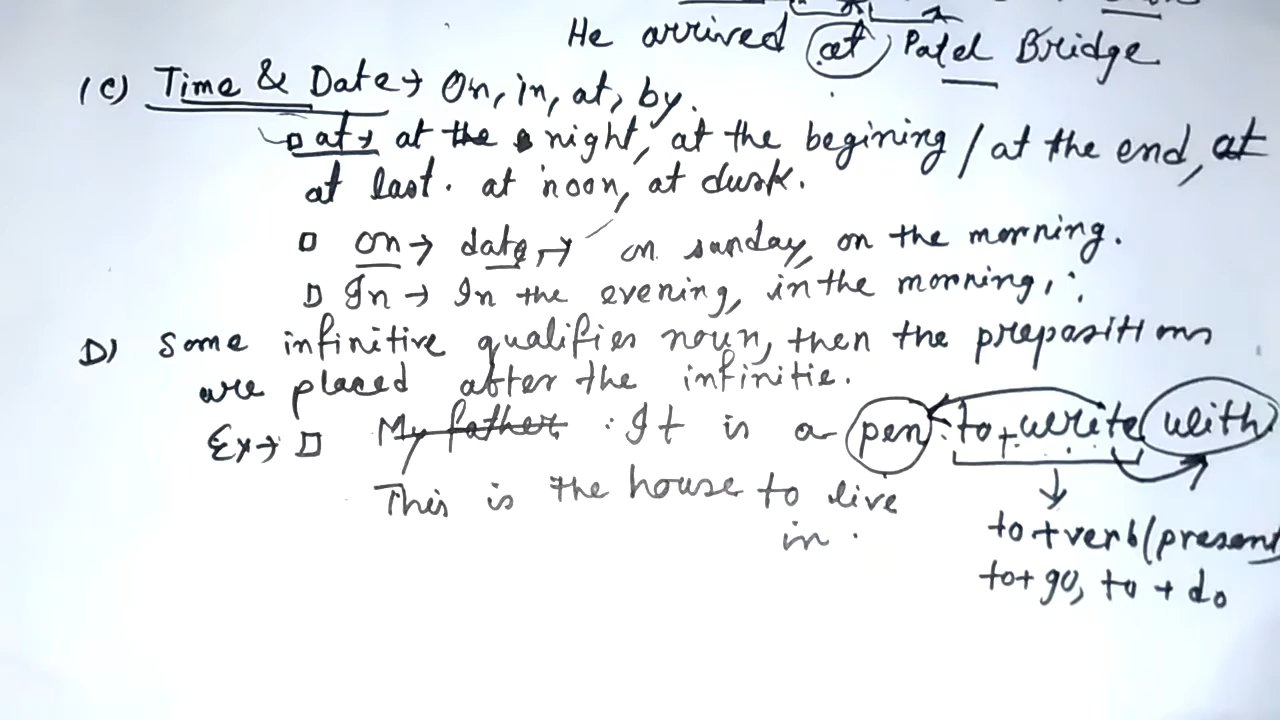 He arrived at Patel Bridge
(C) Time & Date → On, in, at, by.
at → at the night, at the begining / at the end, at
at last. at noon, at dusk.
on → date, → on sunday, on the morning.
In → In the evening, in the morning,
D) Some infinitive qualifies noun, then the prepositions
are placed after the infinitie.
Ex → My father. It is a pen to + write with
This is the house to live
in.
to + verb (present
to + go, to + do